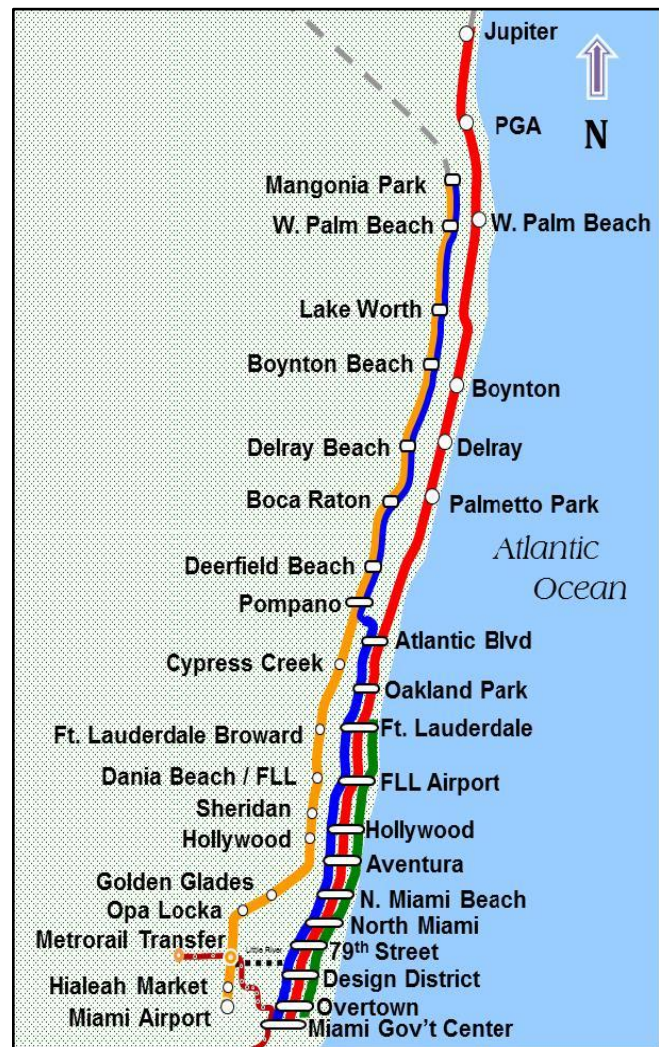 Jupiter
N
PGA
Mangonia Park
W. Palm Beach
W. Palm Beach
Lake Worth
Boynton Beach
Boynton
Delray Beach
Delray
Boca Raton
Palmetto Park
Atlantic
Ocean
Deerfield Beach
Pompano
Atlantic Blvd
Cypress Creek
Oakland Park
Ft. Lauderdale Broward
Ft. Lauderdale
Dania Beach / FLL
FLL Airport
Sheridan
Hollywood
Hollywood
Aventura
Golden Glades
N. Miami Beach
Opa Locka
North Miami
Metrorail Transfer
Little River
79th Street
Design District
Hialeah Market
Overtown
Miami Airport
Miami Gov't Center